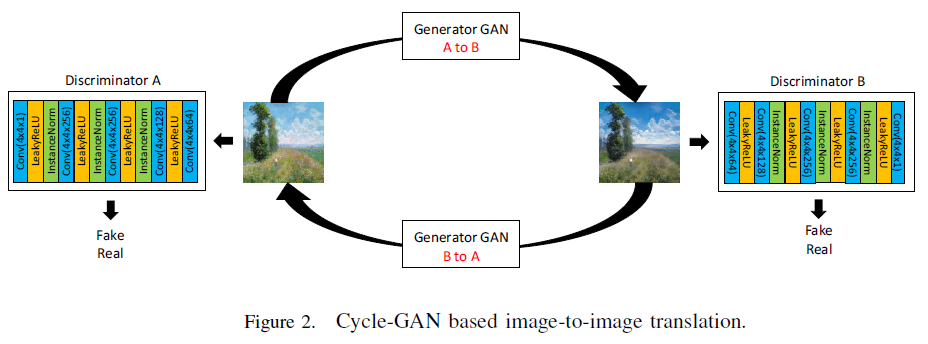 Generator GAN
A to B
Discriminator A
Conv(4x4x1)
LeakyReLU
InstanceNorm
Conv(4x4x256)
LeakyReLU
InstanceNorm
Conv(4x4x256)
LeakyReLU
InstanceNorm
Conv(4x4x128)
LeakyReLU
Conv(4x4x64)
Fake
Real
Discriminator B
Conv(4x4x64)
LeakyReLU
Conv(4x4x128)
InstanceNorm
LeakyReLU
Conv(4x4x256)
InstanceNorm
LeakyReLU
Conv(4x4x256)
InstanceNorm
LeakyReLU
Conv(4x4x1)
Fake
Real
Generator GAN
B to A
Figure 2. Cycle-GAN based image-to-image translation.